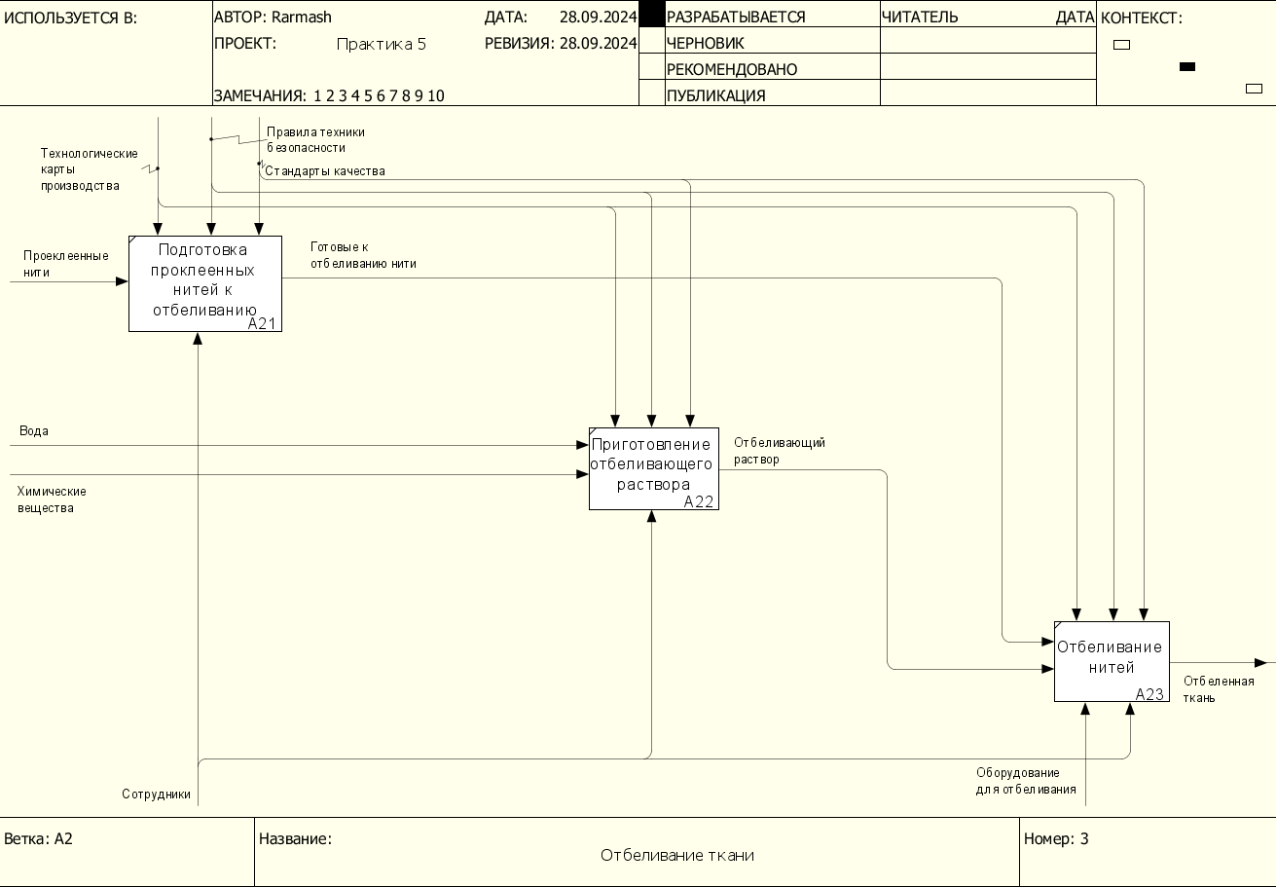 ИСПОЛЬЗУЕТСЯ В:
АВТОР: Rarmash
ДАТА: 28.09.2024
РАЗРАБАТЫВАЕТСЯ
ЧИТАТЕЛЬ
ДАТА
КОНТЕКСТ:
ПРОЕКТ: Практика 5
РЕВИЗИЯ: 28.09.2024
ЧЕРНОВИК
РЕКОМЕНДОВАНО
ЗАМЕЧАНИЯ: 1 2 3 4 5 6 7 8 9 10
ПУБЛИКАЦИЯ
Правила техники
безопасности
Технологические
карты
производства
Стандарты качества
Проеклеенные
нити
Подготовка
проклеенных
нитей к
отбеливанию
A21
Готовые к
отбеливанию нити
Вода
Химические
вещества
Приготовление
отбеливающего
раствора
A22
Отбеливающий
раствор
Отбеливание
нитей
A23
Отбеленная
ткань
Сотрудники
Оборудование
для отбеливания
Ветка: A2
Название:
Отбеливание ткани
Номер: 3